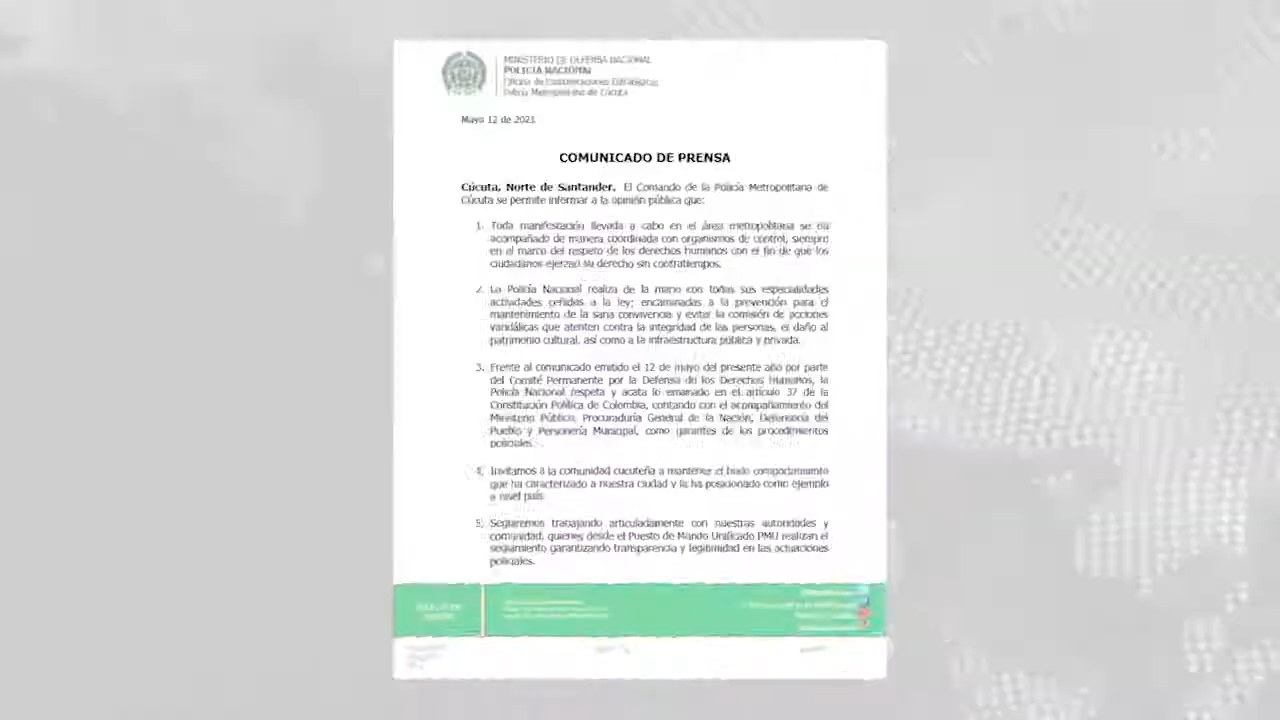 MINISTERIO DE DEFENSA NACIONAL
POLICÍA NACIONAL
Oficina de Comunicaciones Estratégicas
Policía Metropolitana de Cúcuta
Mayo 12 de 2021
COMUNICADO DE PRENSA
Cúcuta, Norte de Santander. El Comando de la Policía Metropolitana de
Cúcuta se permite informar a la opinión pública que:
1. Toda manifestación llevada a cabo en el área metropolitana se ha
acompañado de manera coordinada con organismos de control, siempre
en el marco del respeto de los derechos humanos con el fin de que los
ciudadanos ejerzan su derecho sin contratiempos.
2. La Policía Nacional realiza de la mano con todas sus especialidades
actividades ceñidas a la ley; encaminadas a la prevención para el
mantenimiento de la sana convivencia y evitar la comisión de acciones
vandálicas que atenten contra la integridad de las personas, el daño al
patrimonio cultural, así como a la infraestructura pública y privada.
3. Frente al comunicado emitido el 12 de mayo del presente año por parte
del Comité Permanente por la Defensa de los Derechos Humanos, la
Policía Nacional respeta y acata lo emanado en el artículo 37 de la
Constitución Política de Colombia, contando con el acompañamiento del
Ministerio Público, Procuraduría General de la Nación, Defensoría del
Pueblo y Personería Municipal, como garantes de los procedimientos
policiales.
4. Invitamos a la comunidad cucuteña a mantener el buen comportamiento
que ha caracterizado a nuestra ciudad y la ha posicionado como ejemplo
a nivel país
5. Seguiremos trabajando articuladamente con nuestras autoridades y
comunidad, quienes desde el Puesto de Mando Unificado PMU realizan el
seguimiento garantizando transparencia y legitimidad en las actuaciones
policiales.